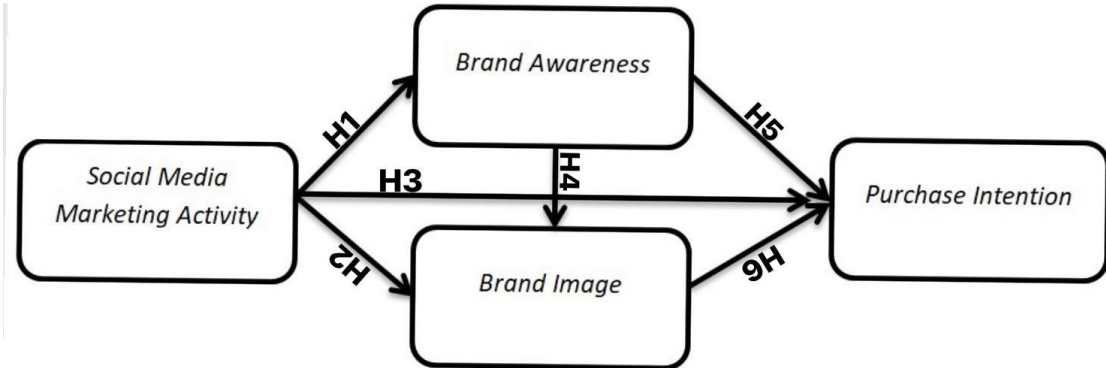 Brand Awareness
H1
H5
Social Media
Marketing Activity
H3
H4
Purchase Intention
H2
Brand Image
H6